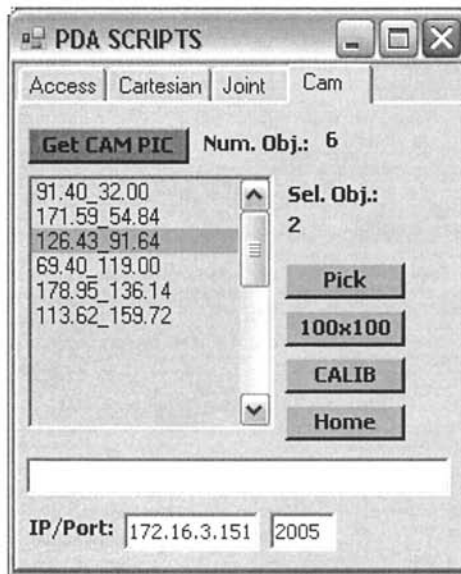 PDA SCRIPTS
Access Cartesian Joint Cam
Get CAM PIC Num. Obj.: 6
91.40_32.00
171.59_54.84
126.43_91.64
69.40_119.00
178.95_136.14
113.62_159.72
Sel. Obj.:
2
Pick
100x100
CALIB
Home
IP/Port: 172.16.3.151 2005